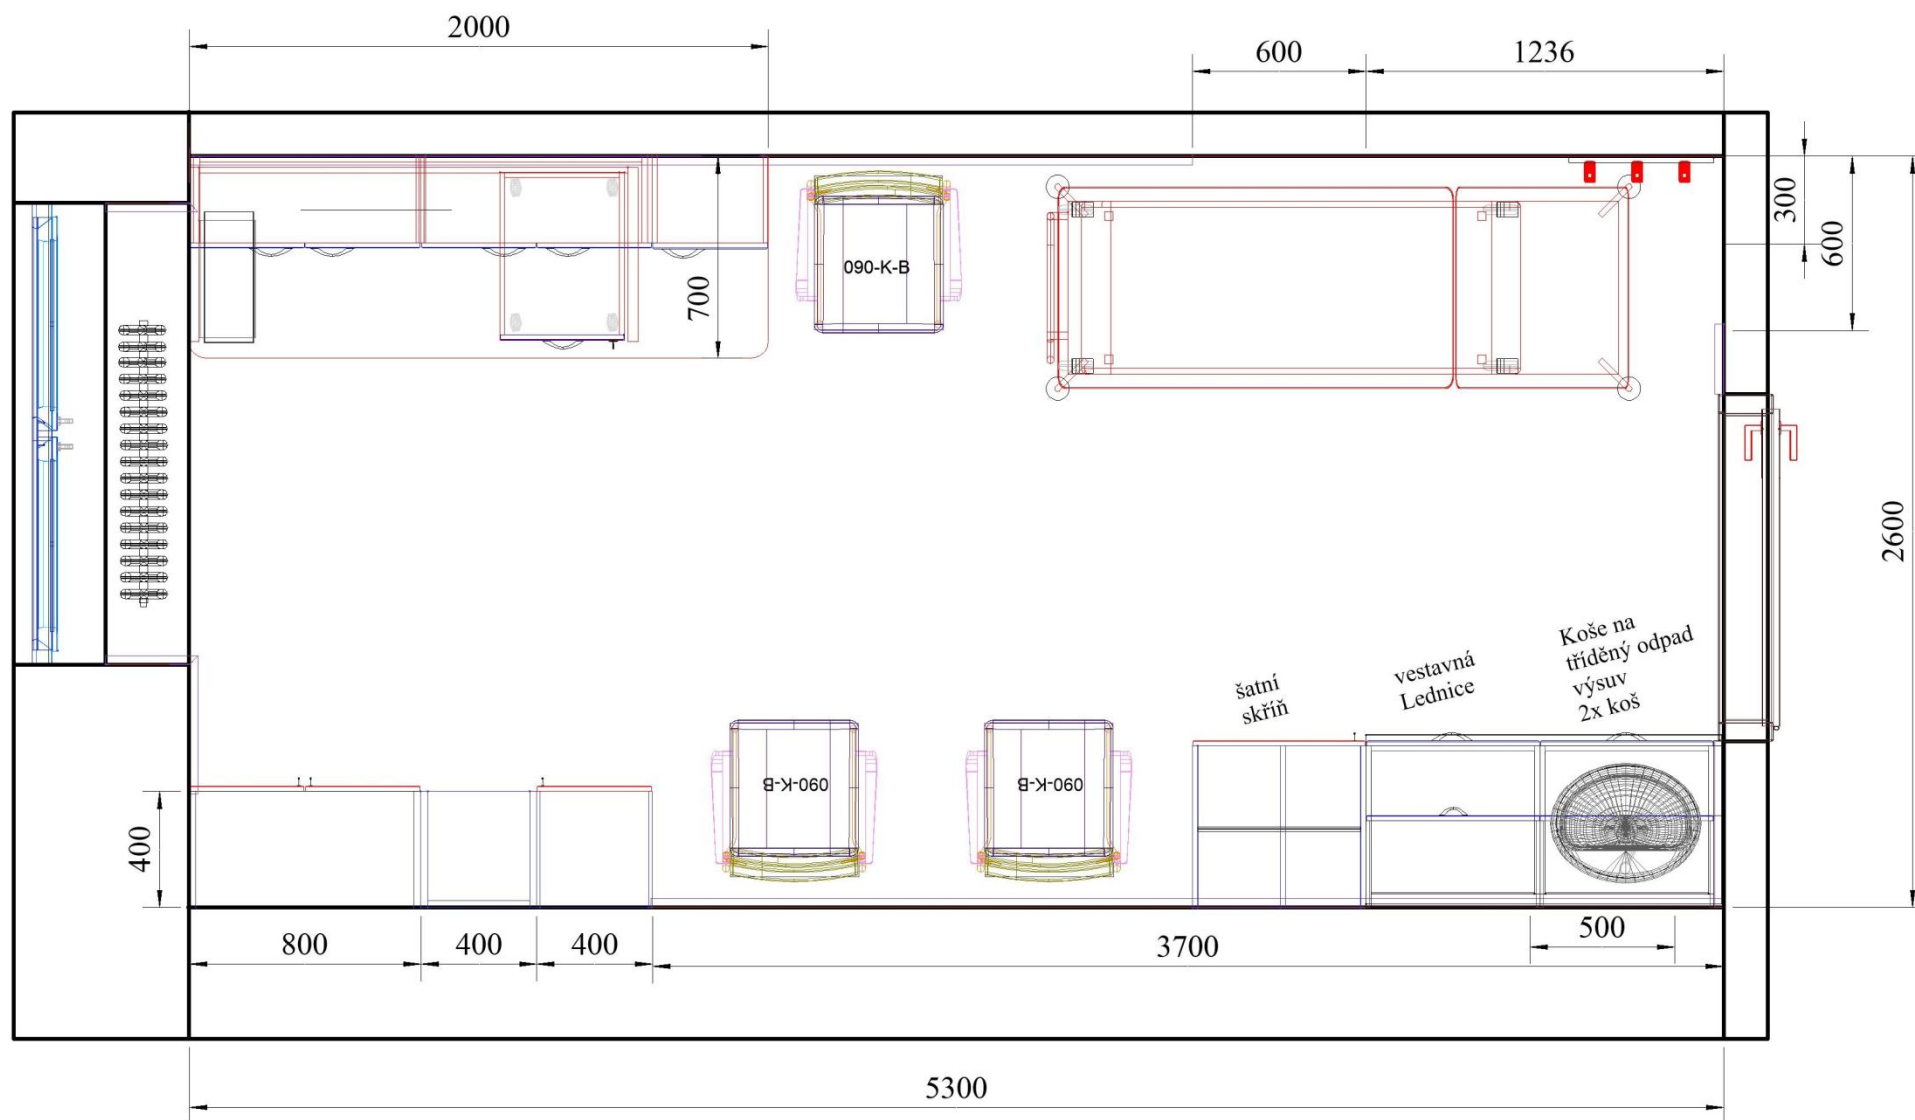 2000
600
1236
300
600
700
090-K-B
2600
Koše na
tříděný odpad
výsuv
2x koš
vestavná
Lednice
šatní
skříň
090-K-B
090-K-B
400
800
400
400
3700
500
5300